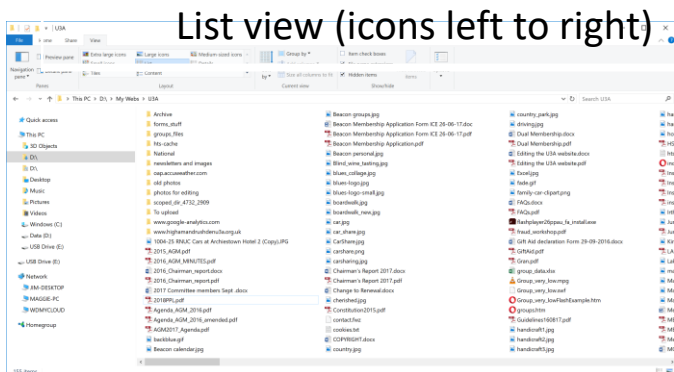 List view (icons left to right)
U3A
File
Share
View
Preview pane
Extra large icons
Large icons
Medium-sized icons
Group by
Item check boxes
Navigation pane
Tiles
Content
by
Size all columns to fit
Hidden items
items
Panes
Layout
Current view
Show/hide
This PC > D:\ > My Webs > U3A
Search U3A
Quick access
This PC
3D Objects
D:\
D:\
Desktop
Music
Pictures
Videos
Windows (C:)
Data (D:)
USB Drive (E:)
USB Drive (E:)
Network
JIM-DESKTOP
MAGGIE-PC
WDMYCLOUD
Homegroup
Archive
forms_stuff
groups_files
hts-cache
National
newsletters and images
oap.accuweather.com
old photos
photos for editing
scoped_dir_4732_2909
To upload
www.google-analytics.com
www.highamandrushdenu3a.org.uk
1004-25 RNUC Cars at Archiestown Hotel 2 (Copy).JPG
2015_AGM.pdf
2016_AGM_MINUTES.pdf
2016_Chairman_report.docx
2016_Chairman_report.pdf
2017 Committee members Sept .docx
2018PPL.pdf
Agenda_AGM_2016.pdf
Agenda_AGM_2016_amended.pdf
AGM2017_Agenda.pdf
backblue.gif
Beacon calendar.jpg
Beacon groups.jpg
Beacon Membership Application Form ICE 26-06-17.doc
Beacon Membership Application Form ICE 26-06-17.pdf
Beacon Membership Application.pdf
Beacon personal.jpg
Blind_wine_tasting.jpg
blues_college.jpg
blues-logo.jpg
blues-logo-small.jpg
boardwalk.jpg
boardwalk_new.jpg
car.jpg
car_share.jpg
CarShare.jpg
carshare.png
carsharing.jpg
Chairman's Report 2017.docx
Chairman's Report 2017.pdf
Change to Renewal.docx
cherished.jpg
Constitution2015.pdf
contact.fwz
cookies.txt
COPYRIGHT.docx
country.jpg
country_park.jpg
driving.jpg
Dual Membership.docx
Dual Membership.pdf
Editing the U3A website.docx
Editing the U3A website.pdf
Excel.jpg
fade.gif
family-car-clipart.png
FAQs.docx
FAQs.pdf
flashplayer26ppau_fa_install.exe
fraud_workshop.pdf
Gift Aid declaration Form 29-09-2016.docx
GiftAid.pdf
Gran.pdf
group_data.xlsx
Group_very_low.mpg
Group_very_low.swf
Group_very_lowFlashExample.htm
groups.htm
Guidelines160817.pdf
handicraft1.jpg
handicraft2.jpg
handicraft3.jpg